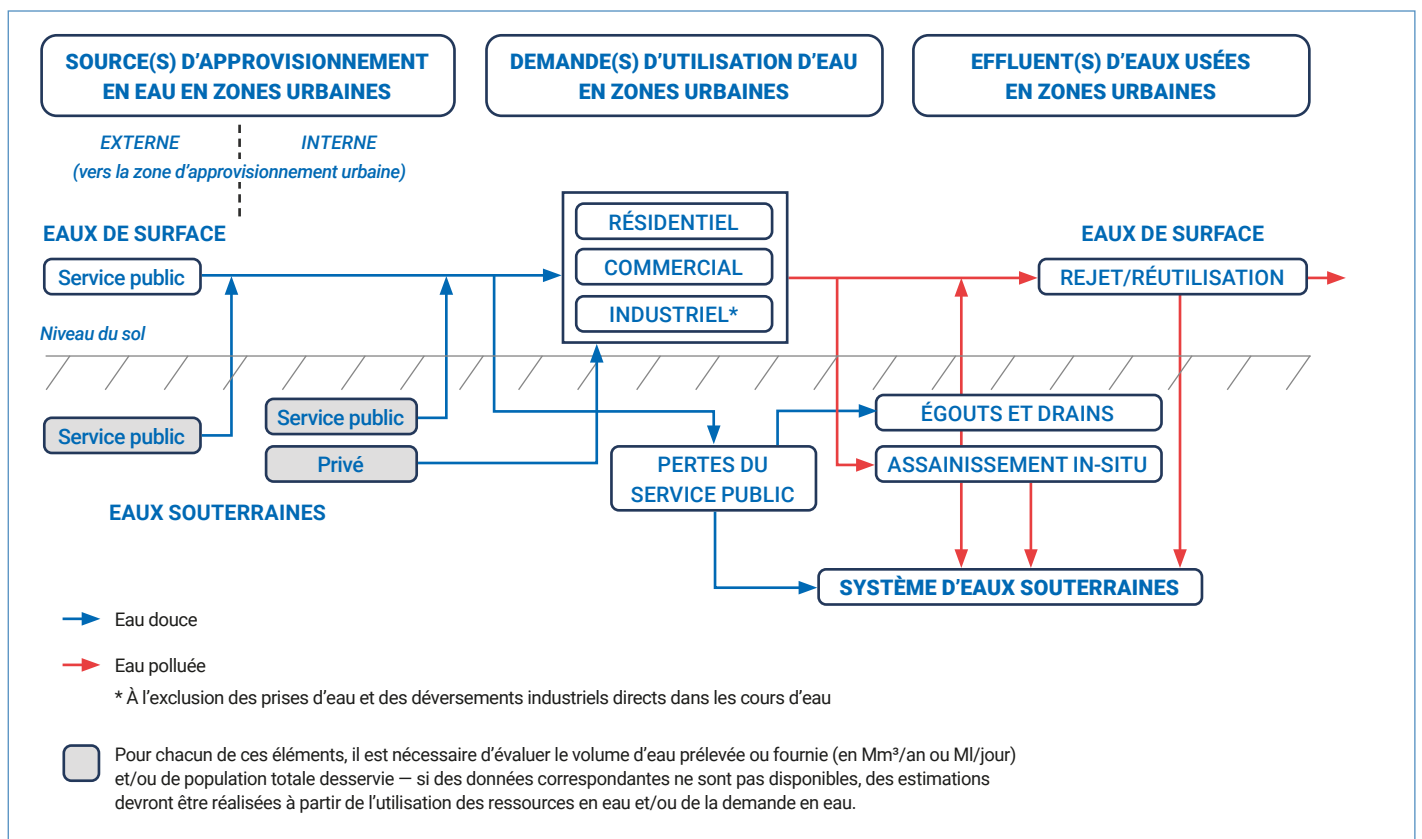 SOURCE(S) D’APPROVISIONNEMENT
EN EAU EN ZONES URBAINES
DEMANDE(S) D’UTILISATION D’EAU
EN ZONES URBAINES
EFFLUENT(S) D’EAUX USÉES
EN ZONES URBAINES
EXTERNE
INTERNE
(vers la zone d’approvisionnement urbaine)
EAUX DE SURFACE
Service public
RÉSIDENTIEL
COMMERCIAL
INDUSTRIEL*
EAUX DE SURFACE
REJET/RÉUTILISATION
Niveau du sol
Service public
Service public
Privé
EAUX SOUTERRAINES
PERTES DU
SERVICE PUBLIC
ÉGOUTS ET DRAINS
ASSAINISSEMENT IN-SITU
SYSTÈME D’EAUX SOUTERRAINES
Eau douce
Eau polluée
* À l’exclusion des prises d’eau et des déversements industriels directs dans les cours d’eau
Pour chacun de ces éléments, il est nécessaire d’évaluer le volume d’eau prélevée ou fournie (en Mm³/an ou Ml/jour)
et/ou de population totale desservie — si des données correspondantes ne sont pas disponibles, des estimations
devront être réalisées à partir de l’utilisation des ressources en eau et/ou de la demande en eau.